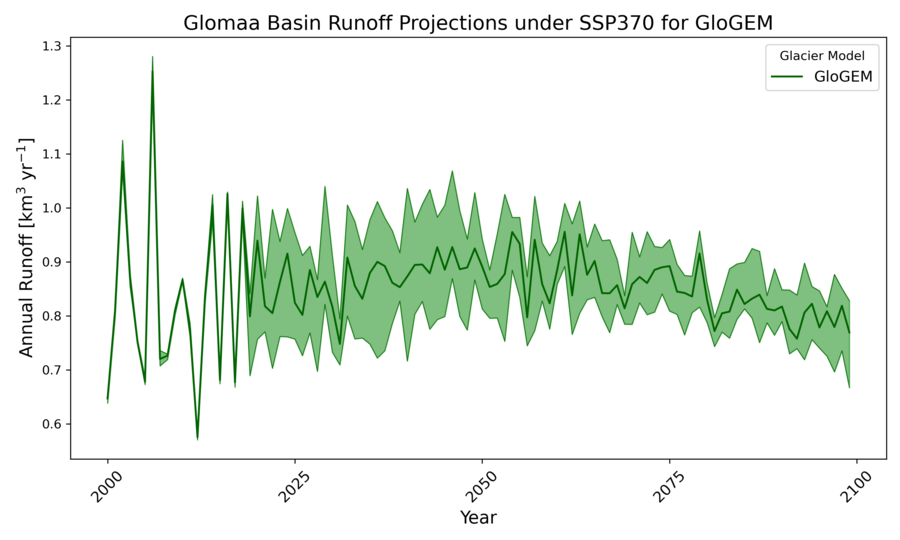 Glomaa Basin Runoff Projections under SSP370 for GloGEM
Glacier Model
GloGEM
Annual Runoff [km³ yr⁻¹]
1.3
1.2
1.1
1.0
0.9
0.8
0.7
0.6
2000
2025
2050
2075
2100
Year